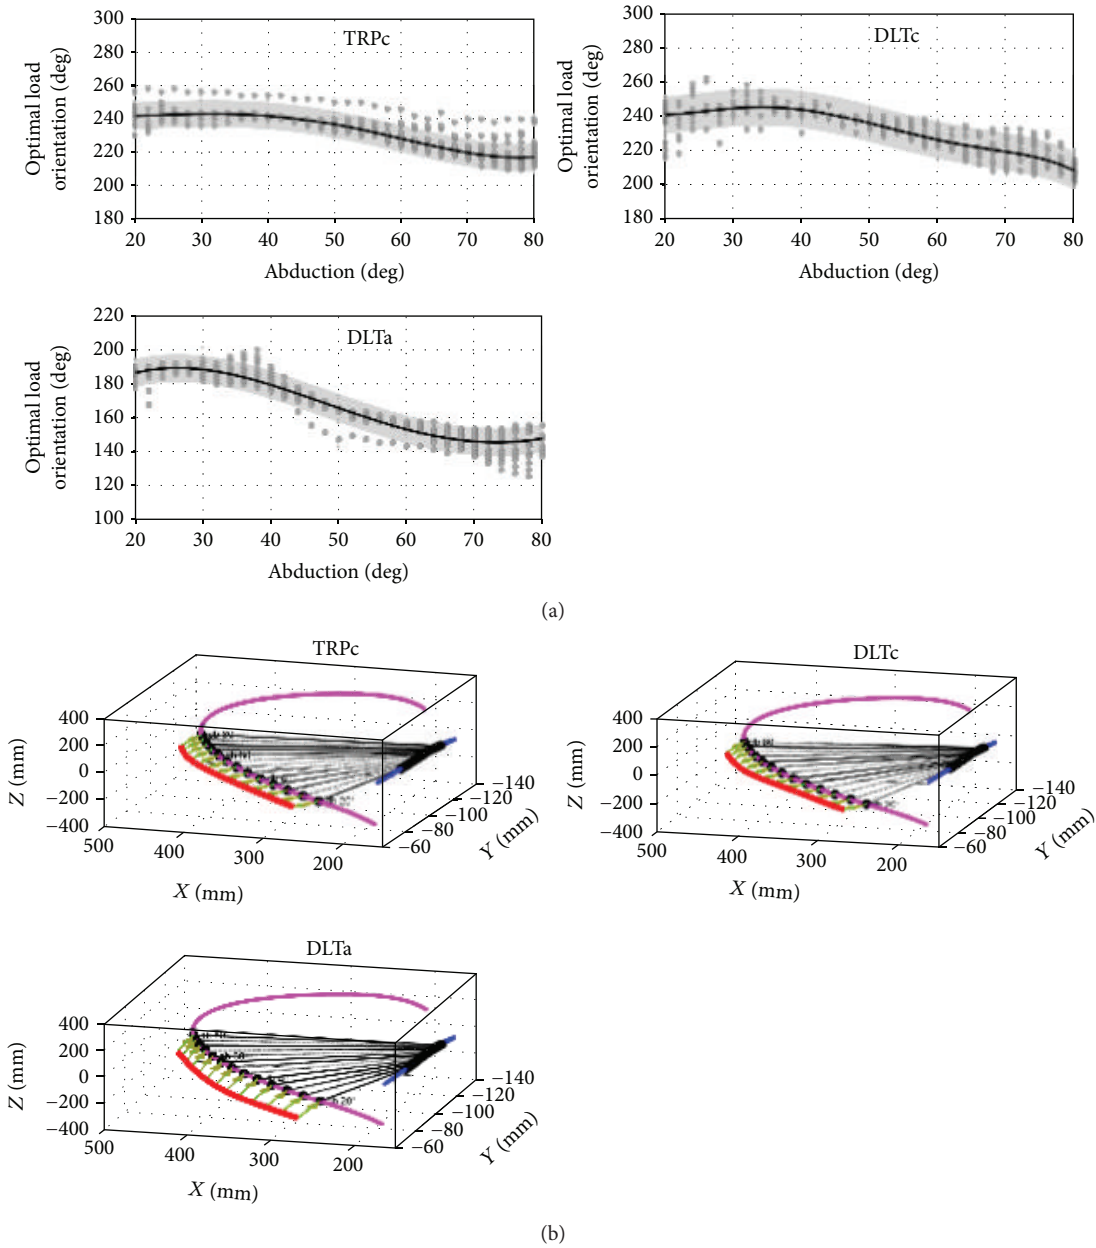 TRPc
300
280
260
240
220
200
180
Optimal load
orientation (deg)
20 30 40 50 60 70 80
Abduction (deg)
DLTc
300
280
260
240
220
200
180
Optimal load
orientation (deg)
20 30 40 50 60 70 80
Abduction (deg)
DLTa
220
200
180
160
140
120
100
Optimal load
orientation (deg)
20 30 40 50 60 70 80
Abduction (deg)
(a)
TRPc
400
200
0
−200
−400
Z (mm)
500 400 300 200
X (mm)
−140
−120
−100
−80
−60
Y (mm)
DLTc
400
200
0
−200
−400
Z (mm)
500 400 300 200
X (mm)
−140
−120
−100
−80
−60
Y (mm)
DLTa
400
200
0
−200
−400
Z (mm)
500 400 300 200
X (mm)
−140
−120
−100
−80
−60
Y (mm)
(b)